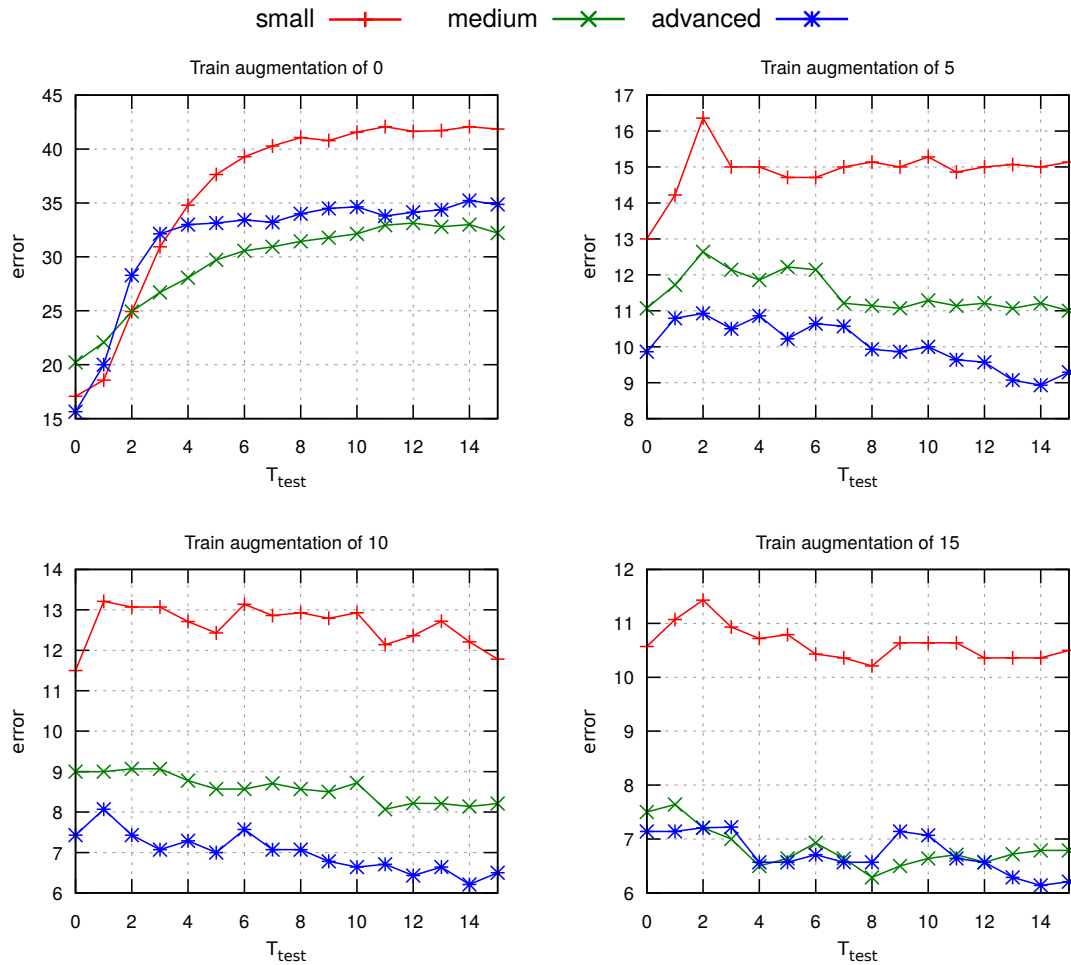 small medium advanced
Train augmentation of 0
45
40
35
30
25
20
15
error
0 2 4 6 8 10 12 14
T_test
Train augmentation of 5
17
16
15
14
13
12
11
10
9
8
error
0 2 4 6 8 10 12 14
T_test
Train augmentation of 10
14
13
12
11
10
9
8
7
6
error
0 2 4 6 8 10 12 14
T_test
Train augmentation of 15
12
11
10
9
8
7
6
error
0 2 4 6 8 10 12 14
T_test